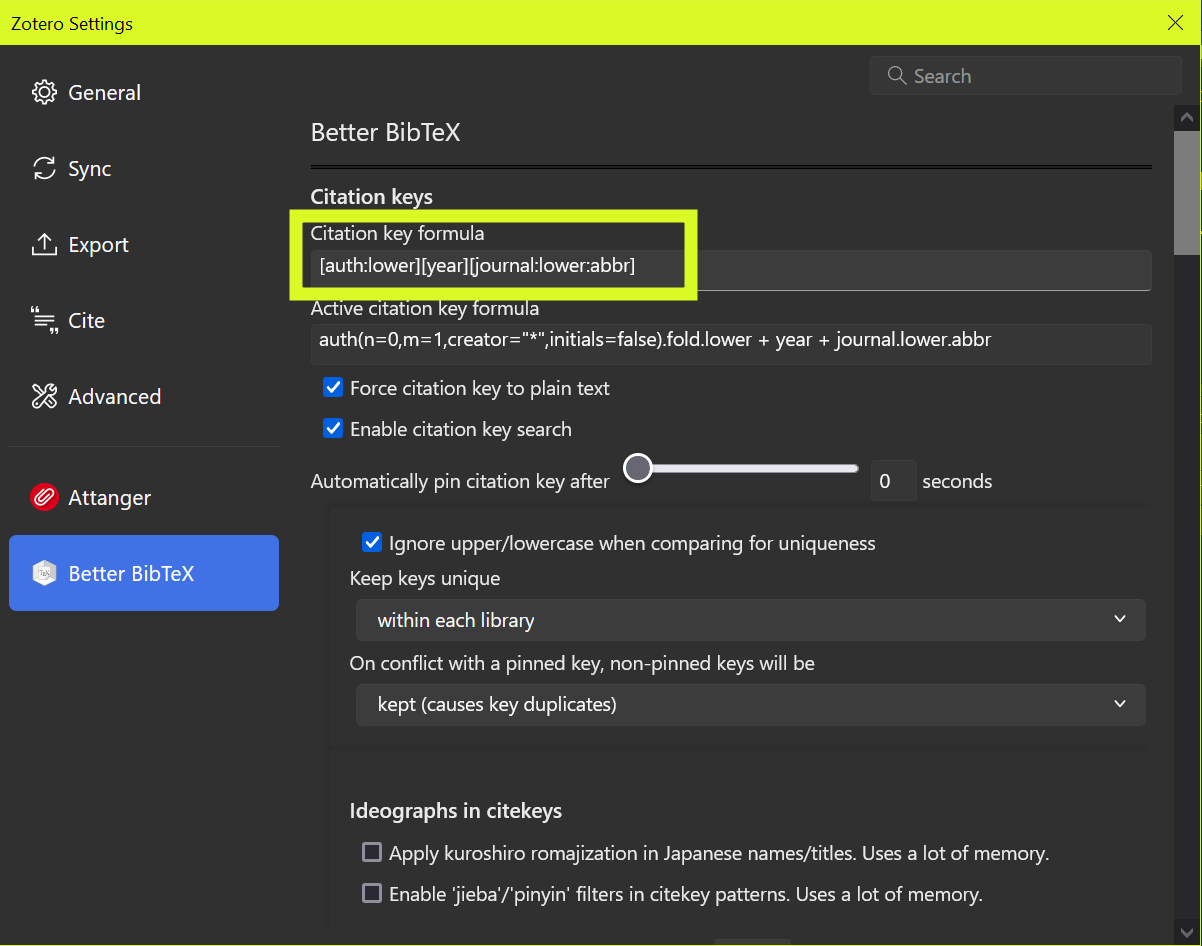 Zotero Settings
General
Sync
Export
Cite
Advanced
Attanger
Better BibTeX
Search
Better BibTeX
Citation keys
Citation key formula
[auth:lower][year][journal:lower:abbr]
Active citation key formula
auth(n=0,m=1,creator="*",initials=false).fold.lower + year + journal.lower.abbr
Force citation key to plain text
Enable citation key search
Automatically pin citation key after 0 seconds
Ignore upper/lowercase when comparing for uniqueness
Keep keys unique
within each library
On conflict with a pinned key, non-pinned keys will be
kept (causes key duplicates)
Ideographs in citekeys
Apply kuroshiro romajization in Japanese names/titles. Uses a lot of memory.
Enable 'jieba'/'pinyin' filters in citekey patterns. Uses a lot of memory.